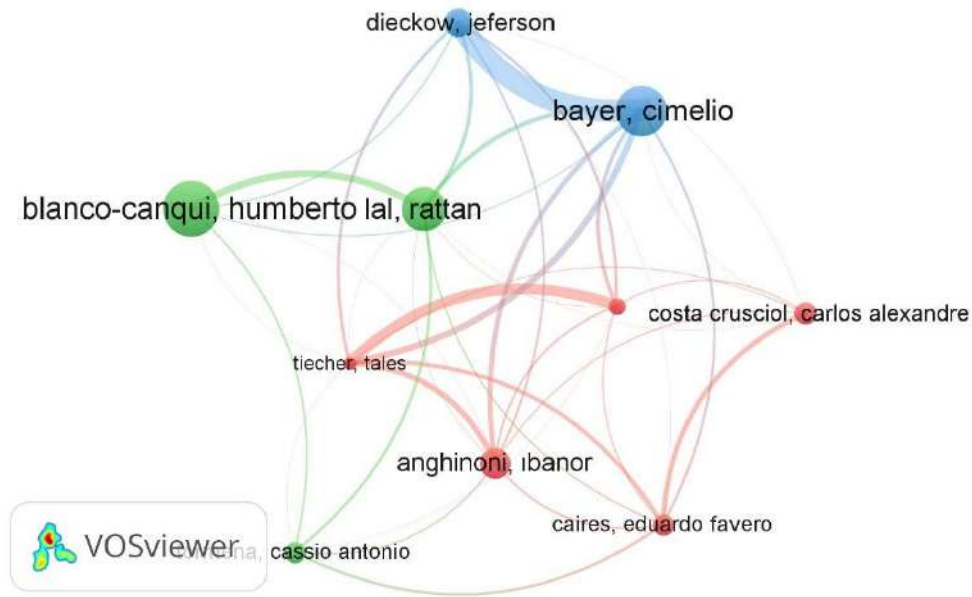 dieckow, jeferson
bayer, cimelio
blanco-canqui, humberto lal, rattan
costa crusciol, carlos alexandre
tiecher, tales
anghinoni, ibanor
caires, eduardo favero
VOSviewer cassio antonio